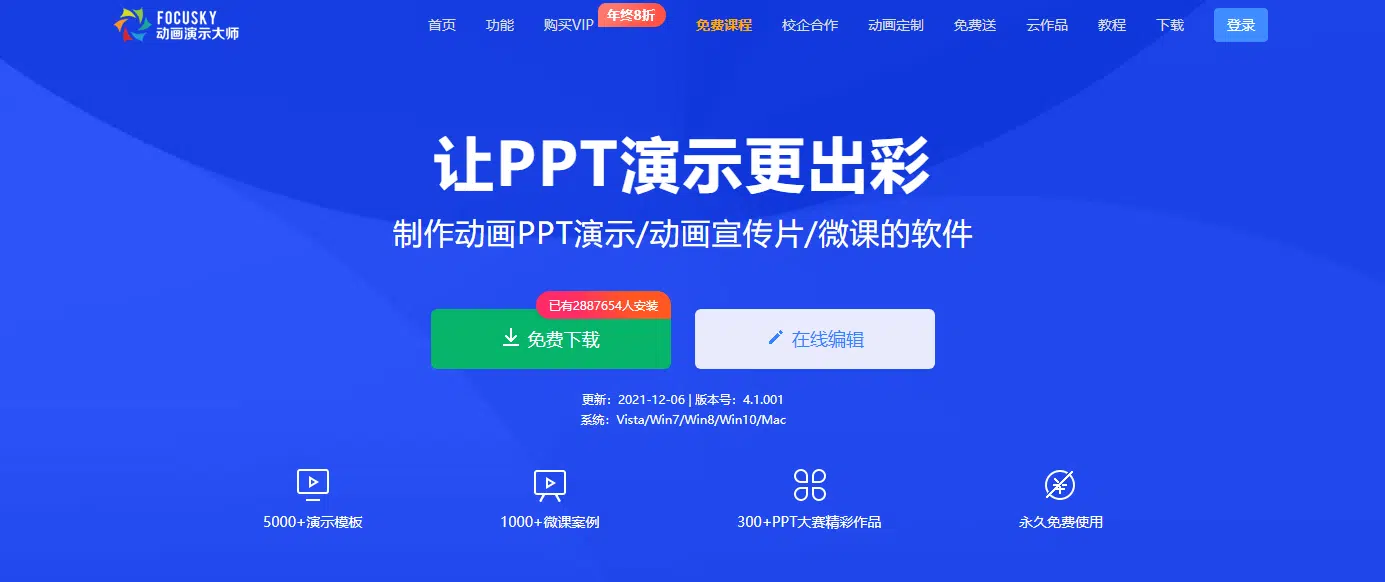 FOCUSKY
动画演示大师
首页 功能 购买VIP 年终8折 免费课程 校企合作 动画定制 免费送 云作品 教程 下载 登录
让PPT演示更出彩
制作动画PPT演示/动画宣传片/微课的软件
已有2887654人安装
免费下载 在线编辑
更新：2021-12-06 | 版本号：4.1.001
系统：Vista/Win7/Win8/Win10/Mac
5000+演示模板 1000+微课案例 300+PPT大赛精彩作品 永久免费使用